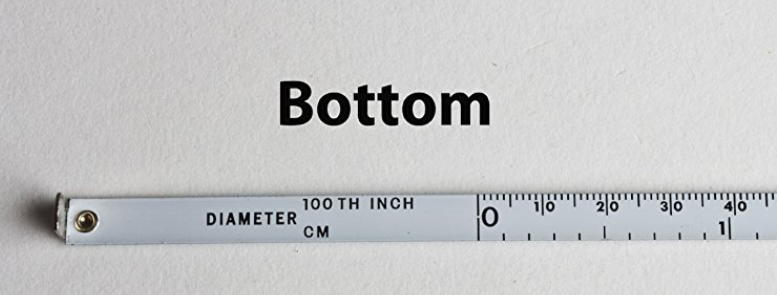 Bottom
100TH INCH
DIAMETER
CM
0 10 20 30 40
1